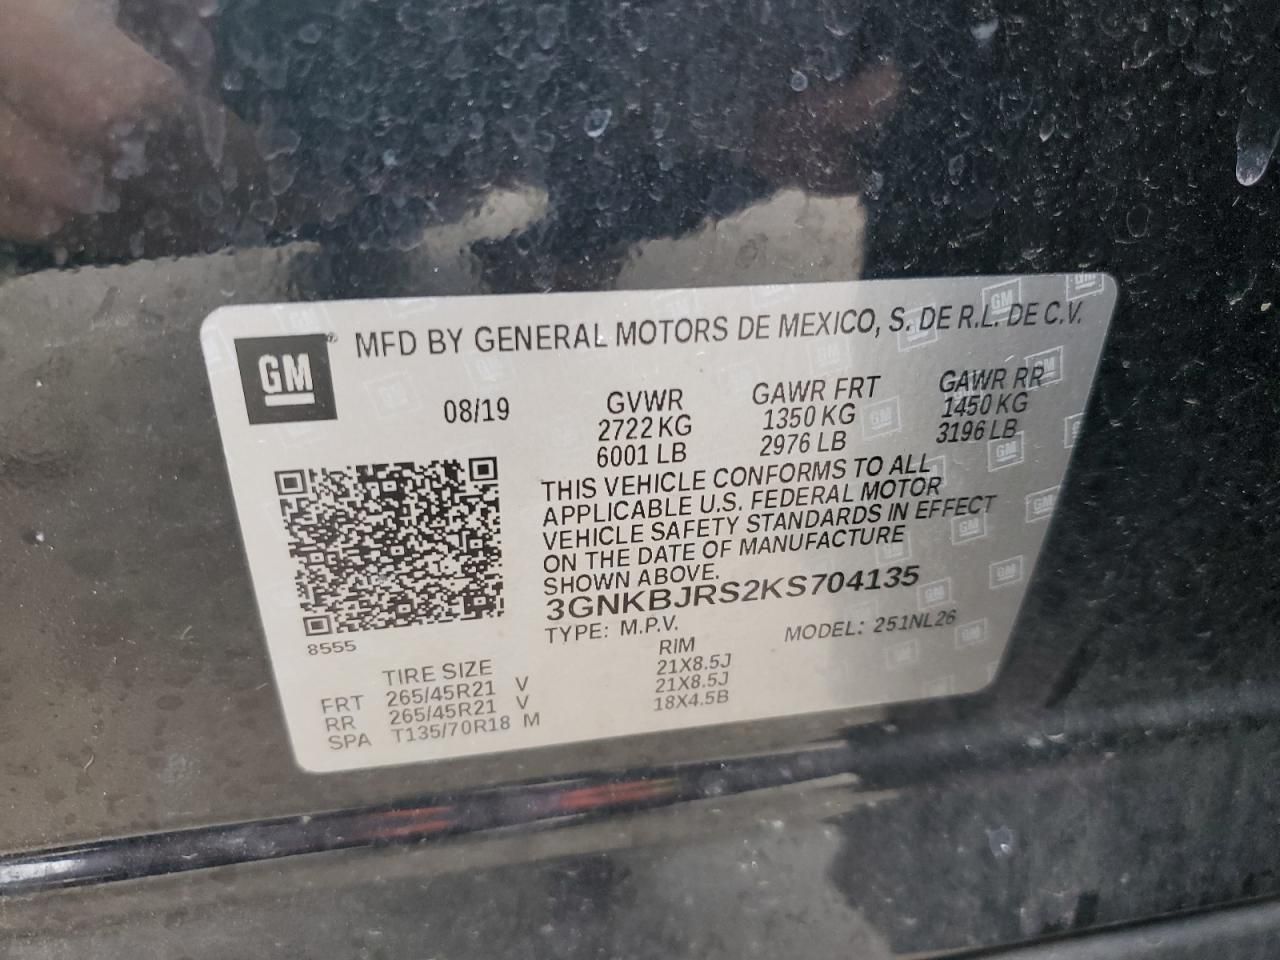 GM ® MFD BY GENERAL MOTORS DE MEXICO, S. DE R.L. DE C.V.
08/19 GVWR GAWR FRT GAWR RR
2722 KG 1350 KG 1450 KG
6001 LB 2976 LB 3196 LB
THIS VEHICLE CONFORMS TO ALL
APPLICABLE U.S. FEDERAL MOTOR
VEHICLE SAFETY STANDARDS IN EFFECT
ON THE DATE OF MANUFACTURE
SHOWN ABOVE.
3GNKBJRS2KS704135
TYPE: M.P.V. MODEL: 251NL26
8555
TIRE SIZE RIM
FRT 265/45R21 V 21X8.5J
RR 265/45R21 V 21X8.5J
SPA T135/70R18 M 18X4.5B